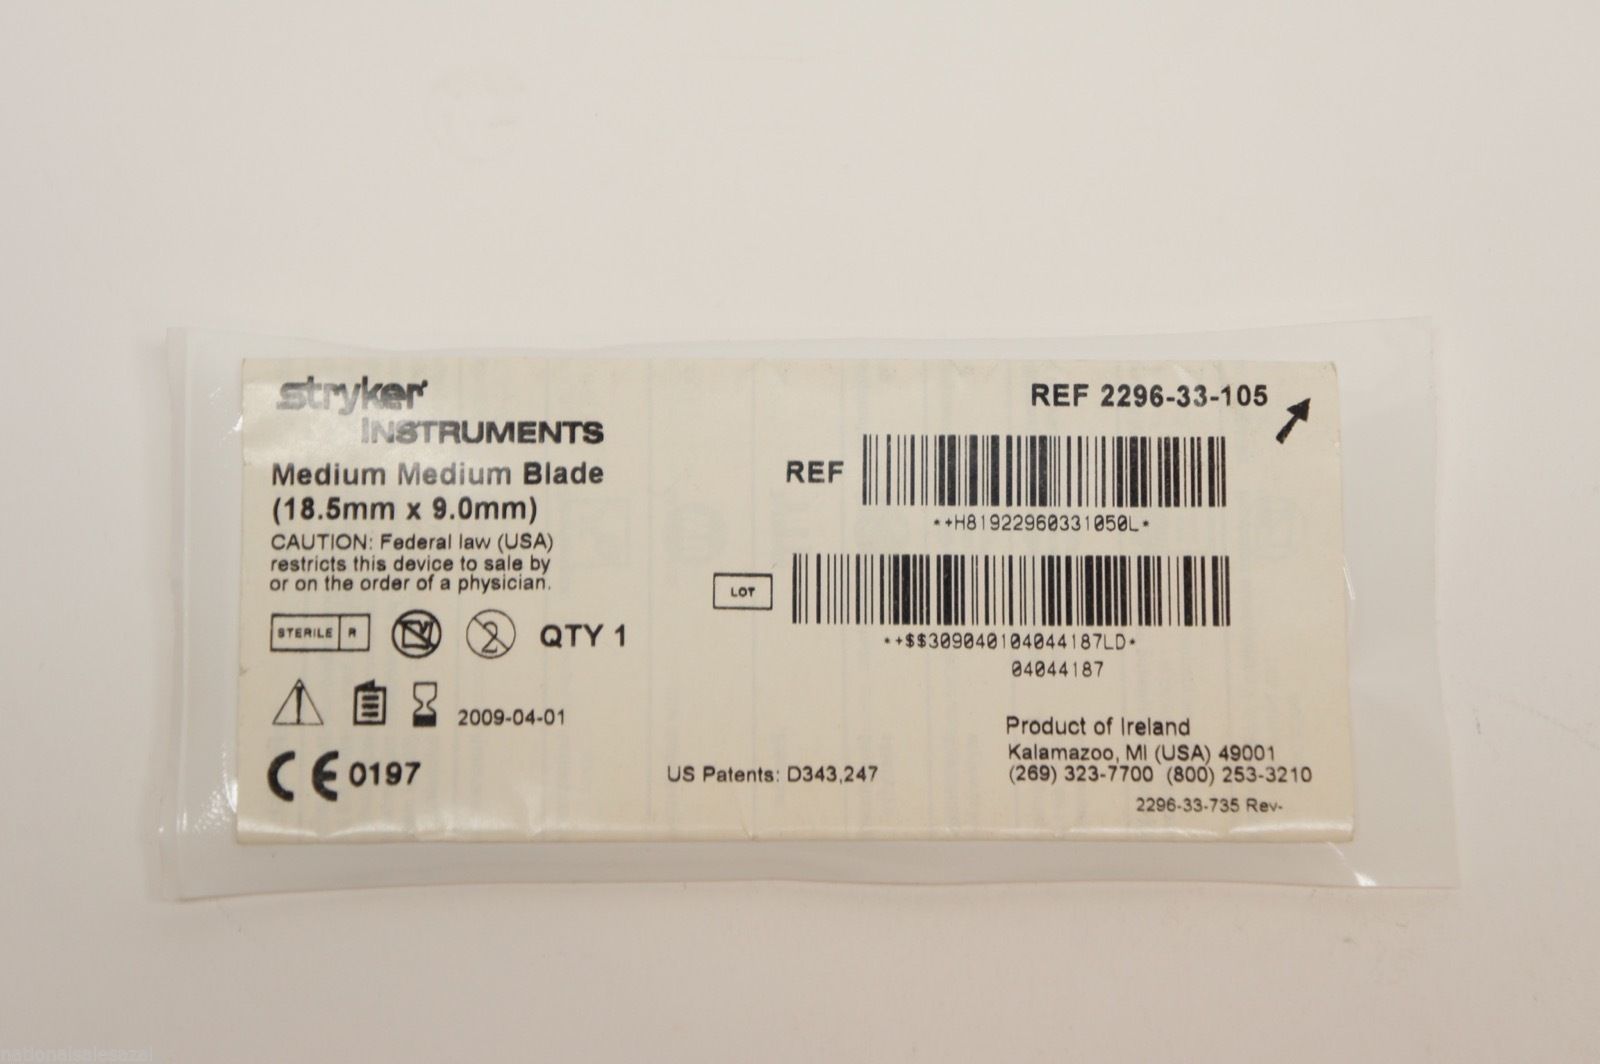 stryker
INSTRUMENTS
Medium Medium Blade
(18.5mm x 9.0mm)
CAUTION: Federal law (USA)
restricts this device to sale by
or on the order of a physician.
STERILE R 2 QTY 1
2009-04-01
CE 0197
US Patents: D343,247
REF 2296-33-105
REF
*+H81922960331050L*
LOT
*+$$309040104044187LD*
04044187
Product of Ireland
Kalamazoo, MI (USA) 49001
(269) 323-7700 (800) 253-3210
2296-33-735 Rev-
nationalsalesazal